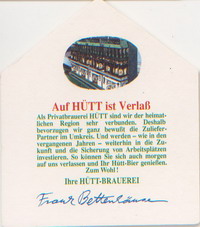 Auf HÜTT ist Verlaß
Als Privatbrauerei HÜTT sind wir der heimat-
lichen Region sehr verbunden. Deshalb
bevorzugen wir ganz bewußt die Zuliefer-
Partner im Umkreis. Und werden – wie in den
vergangenen Jahren – weiterhin in die Zu-
kunft und die Sicherung von Arbeitsplätzen
investieren. So können Sie sich auch morgen
auf uns verlassen und Ihr Hütt-Bier genießen.
Zum Wohl!
Ihre HÜTT-BRAUEREI
Frank Bettenhäuser